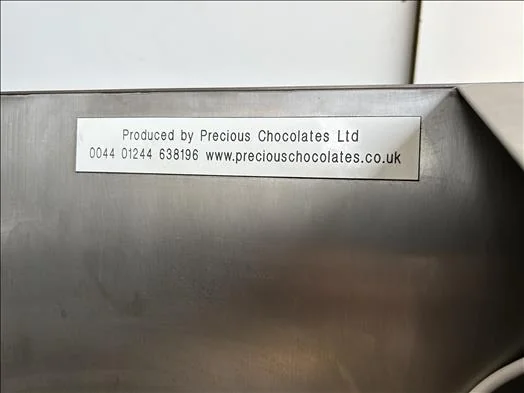 Produced by Precious Chocolates Ltd
0044 01244 638196 www.preciouschocolates.co.uk